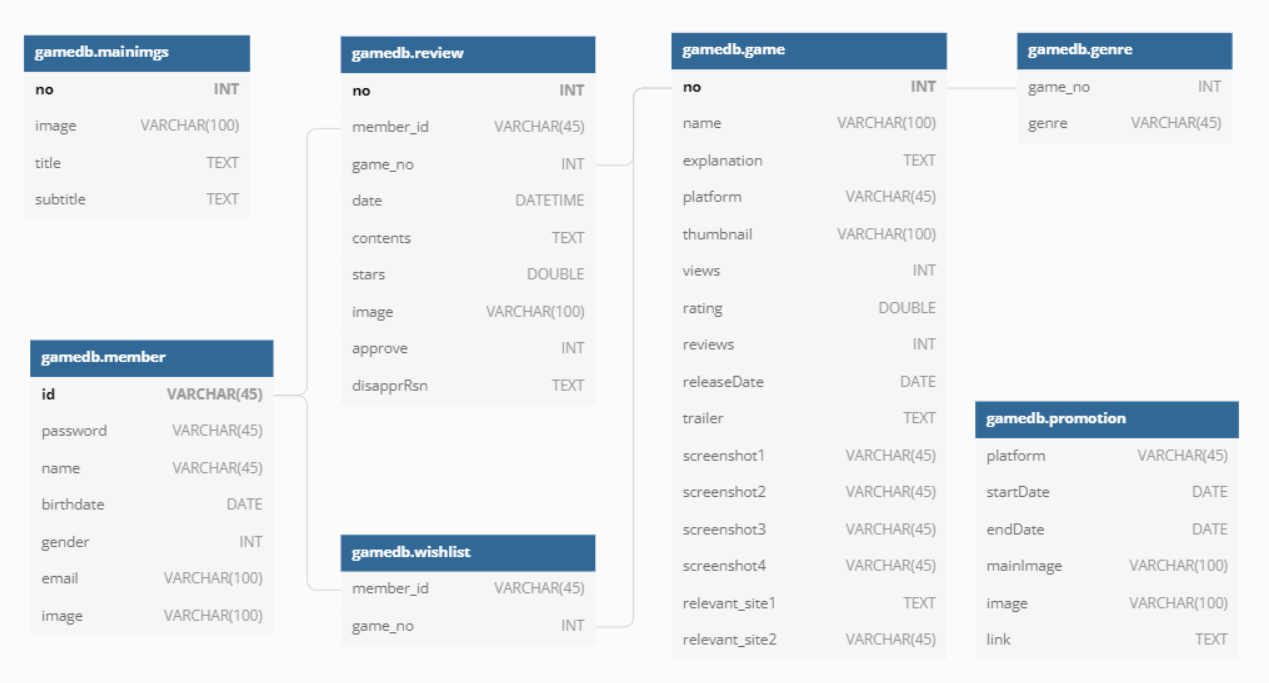 gamedb.mainimgs
no INT
image VARCHAR(100)
title TEXT
subtitle TEXT
gamedb.review
no INT
member_id VARCHAR(45)
game_no INT
date DATETIME
contents TEXT
stars DOUBLE
image VARCHAR(100)
approve INT
disapprRsn TEXT
gamedb.game
no INT
name VARCHAR(100)
explanation TEXT
platform VARCHAR(45)
thumbnail VARCHAR(100)
views INT
rating DOUBLE
reviews INT
releaseDate DATE
trailer TEXT
screenshot1 VARCHAR(45)
screenshot2 VARCHAR(45)
screenshot3 VARCHAR(45)
screenshot4 VARCHAR(45)
relevant_site1 TEXT
relevant_site2 VARCHAR(45)
gamedb.genre
game_no INT
genre VARCHAR(45)
gamedb.member
id VARCHAR(45)
password VARCHAR(45)
name VARCHAR(45)
birthdate DATE
gender INT
email VARCHAR(100)
image VARCHAR(100)
gamedb.wishlist
member_id VARCHAR(45)
game_no INT
gamedb.promotion
platform VARCHAR(45)
startDate DATE
endDate DATE
mainImage VARCHAR(100)
image VARCHAR(100)
link TEXT